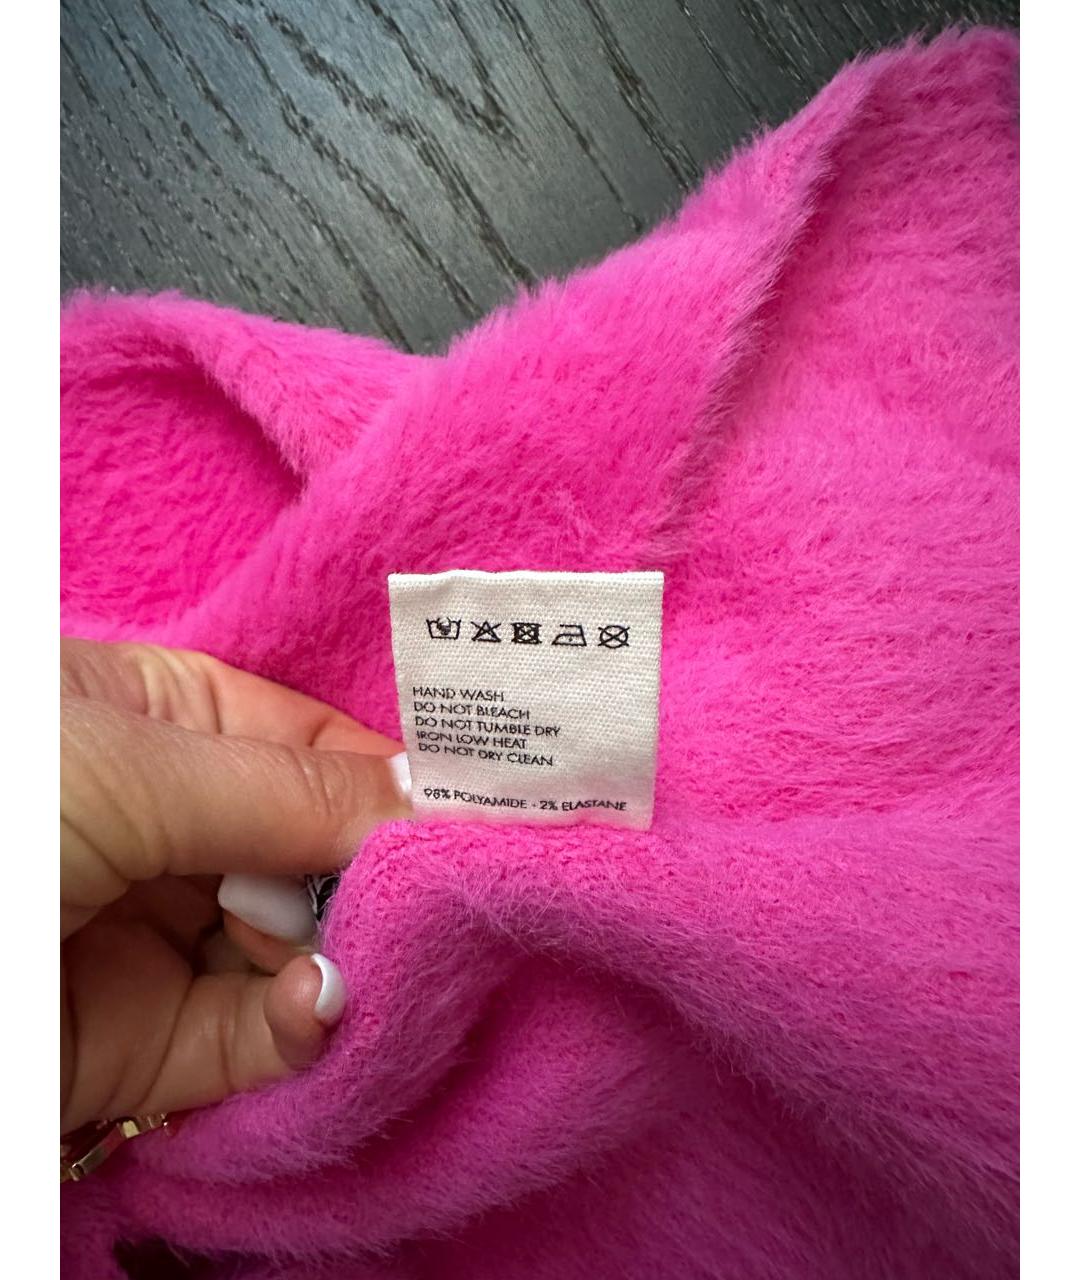 HAND WASH
DO NOT BLEACH
DO NOT TUMBLE DRY
IRON LOW HEAT
DO NOT DRY CLEAN
98% POLYAMIDE - 2% ELASTANE